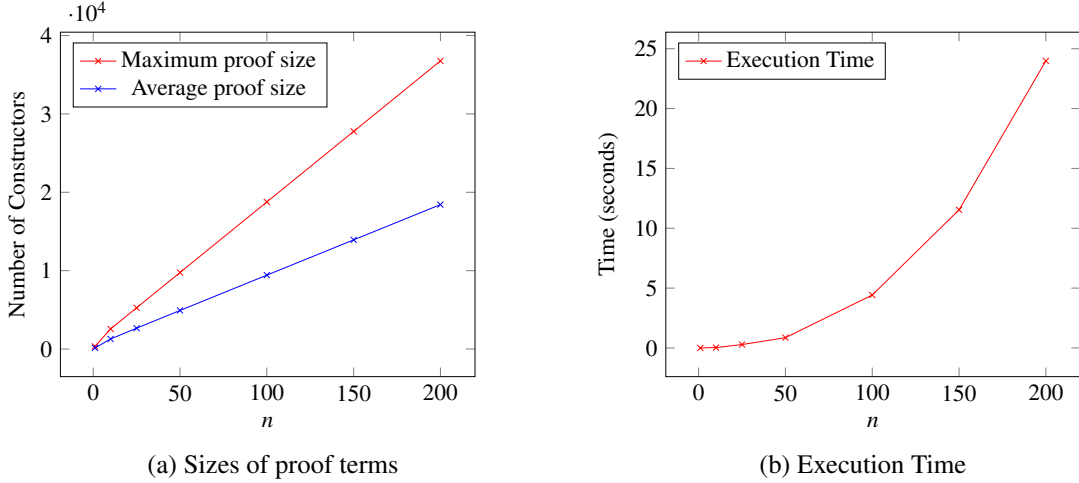 ·10⁴
4
3
2
1
0
Number of Constructors
Maximum proof size
Average proof size
0 50 100 150 200
n
(a) Sizes of proof terms
25
20
15
10
5
0
Time (seconds)
Execution Time
0 50 100 150 200
n
(b) Execution Time